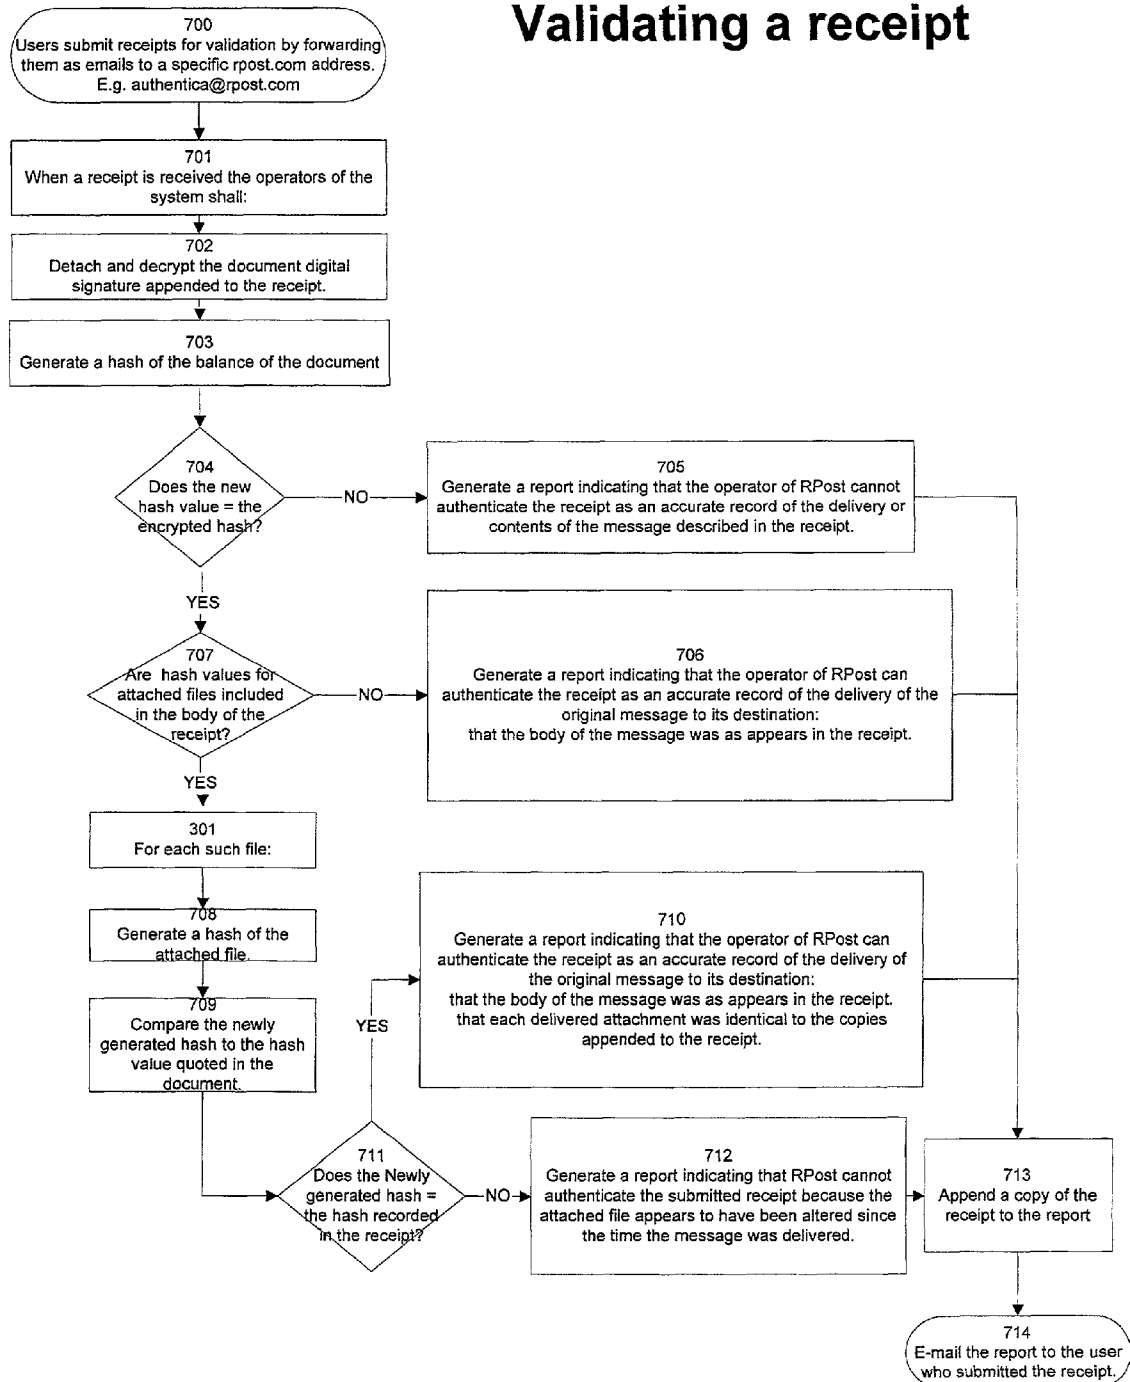 Validating a receipt
700
Users submit receipts for validation by forwarding
them as emails to a specific rpost.com address.
E.g. authentica@rpost.com
701
When a receipt is received the operators of the
system shall:
702
Detach and decrypt the document digital
signature appended to the receipt.
703
Generate a hash of the balance of the document
704
Does the new
hash value = the
encrypted hash?
NO
705
Generate a report indicating that the operator of RPost cannot
authenticate the receipt as an accurate record of the delivery or
contents of the message described in the receipt.
YES
707
Are hash values for
attached files included
in the body of the
receipt?
NO
706
Generate a report indicating that the operator of RPost can
authenticate the receipt as an accurate record of the delivery of the
original message to its destination:
that the body of the message was as appears in the receipt.
YES
301
For each such file:
708
Generate a hash of the
attached file.
709
Compare the newly
generated hash to the hash
value quoted in the
document.
YES
710
Generate a report indicating that the operator of RPost can
authenticate the receipt as an accurate record of the delivery of
the original message to its destination:
that the body of the message was as appears in the receipt.
that each delivered attachment was identical to the copies
appended to the receipt.
711
Does the Newly
generated hash =
the hash recorded
in the receipt?
NO
712
Generate a report indicating that RPost cannot
authenticate the submitted receipt because the
attached file appears to have been altered since
the time the message was delivered.
713
Append a copy of the
receipt to the report
714
E-mail the report to the user
who submitted the receipt.